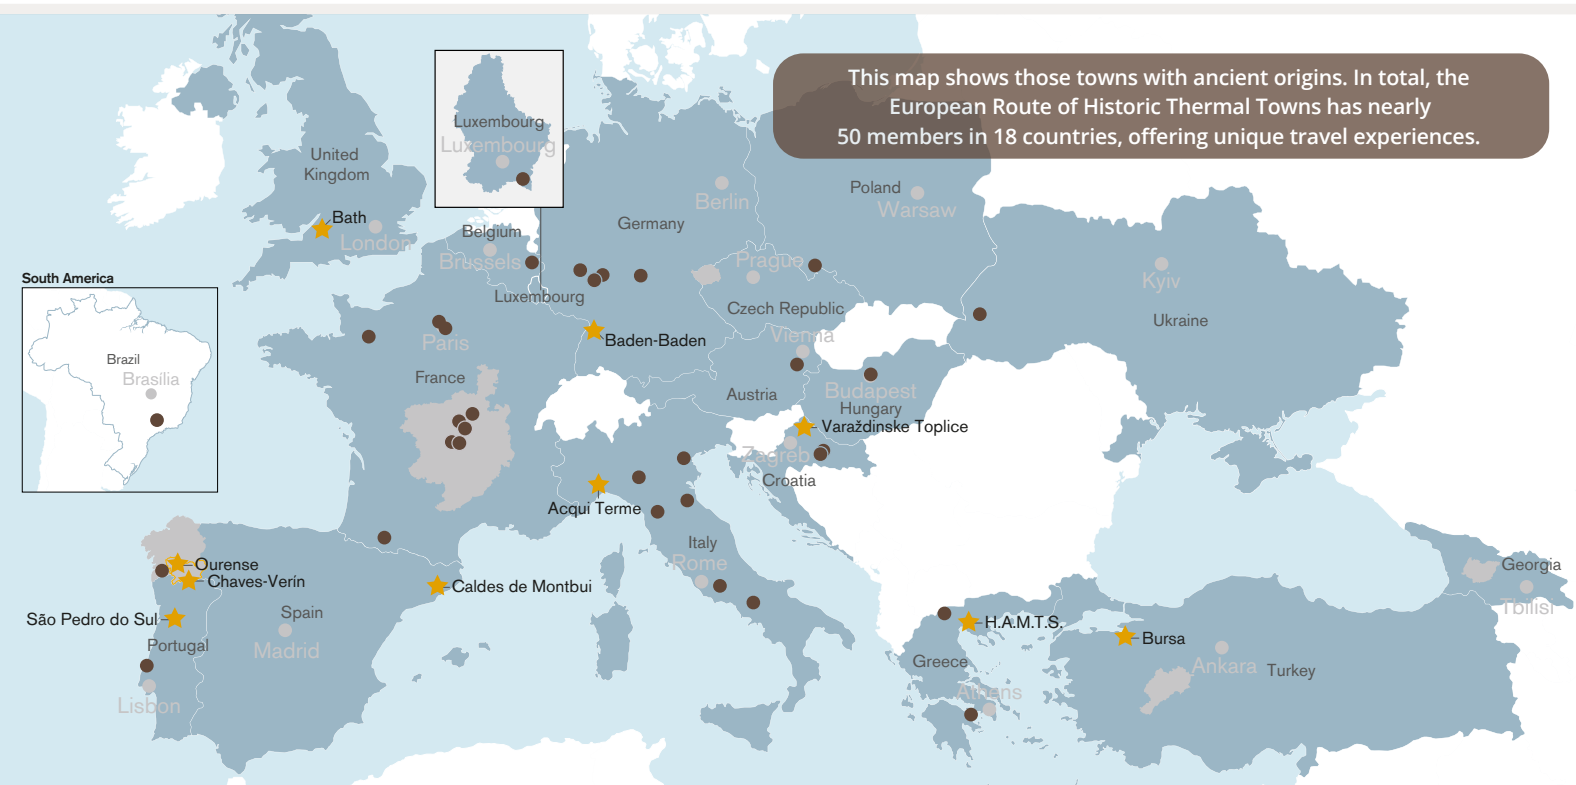 This map shows those towns with ancient origins. In total, the
European Route of Historic Thermal Towns has nearly
50 members in 18 countries, offering unique travel experiences.
Luxembourg
Luxembourg
United
Kingdom
Bath
London
Belgium
Brussels
Luxembourg
Germany
Berlin
Poland
Warsaw
Prague
Czech Republic
Kyiv
Ukraine
South America
Brazil
Brasília
Paris
France
Baden-Baden
Vienna
Austria
Budapest
Hungary
Varaždinske Toplice
Zagreb
Croatia
Acqui Terme
Italy
Rome
Ourense
Chaves-Verín
Caldes de Montbui
São Pedro do Sul
Spain
Portugal
Madrid
Lisbon
H.A.M.T.S.
Greece
Athens
Bursa
Ankara
Turkey
Georgia
Tbilisi